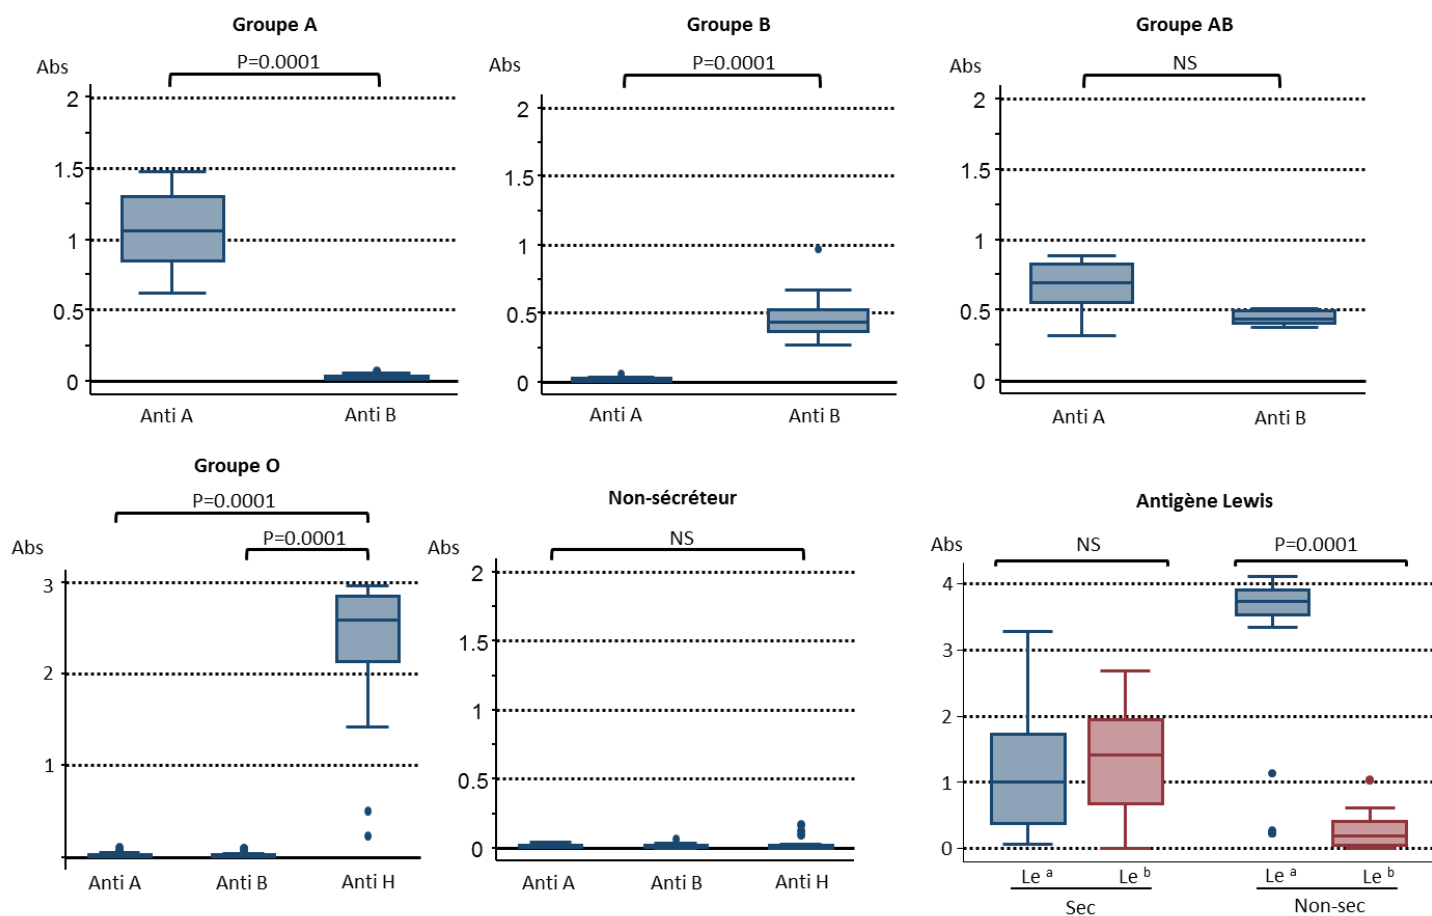 Groupe A
P=0.0001
Abs
2
1.5
1
0.5
0
Anti A Anti B
Groupe B
P=0.0001
Abs
2
1.5
1
0.5
0
Anti A Anti B
Groupe AB
NS
Abs
2
1.5
1
0.5
0
Anti A Anti B
Groupe O
P=0.0001
P=0.0001
Abs
3
2
1
Anti A Anti B Anti H
Non-sécréteur
NS
Abs
2
1.5
1
0.5
0
Anti A Anti B Anti H
Antigène Lewis
NS P=0.0001
Abs
4
3
2
1
0
Le a Le b Le a Le b
Sec Non-sec